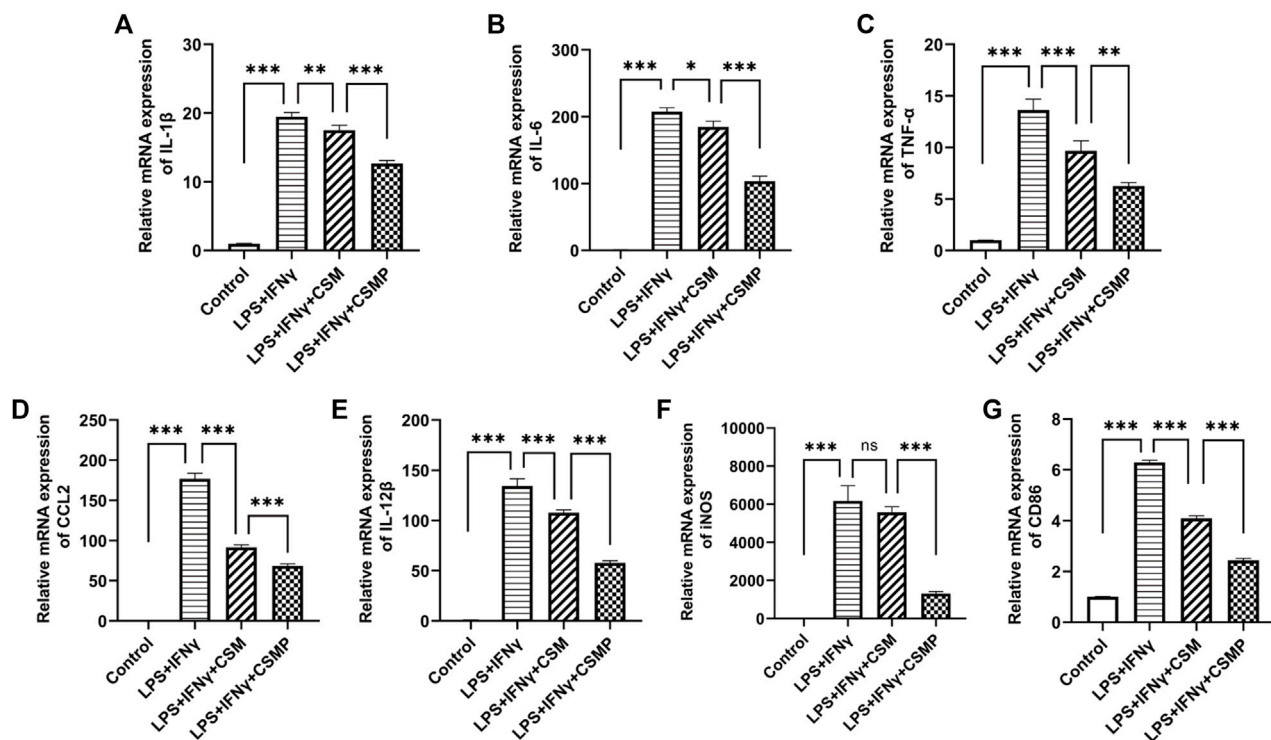 A
Relative mRNA expression
of IL-1β
30
20
10
0
*** ** ***
Control
LPS+IFNγ
LPS+IFNγ+CSM
LPS+IFNγ+CSMP
B
Relative mRNA expression
of IL-6
300
200
100
0
*** * ***
Control
LPS+IFNγ
LPS+IFNγ+CSM
LPS+IFNγ+CSMP
C
Relative mRNA expression
of TNF-α
20
15
10
5
0
*** *** **
Control
LPS+IFNγ
LPS+IFNγ+CSM
LPS+IFNγ+CSMP
D
Relative mRNA expression
of CCL2
250
200
150
100
50
0
*** ***
***
Control
LPS+IFNγ
LPS+IFNγ+CSM
LPS+IFNγ+CSMP
E
Relative mRNA expression
of IL-12β
200
150
100
50
0
*** *** ***
Control
LPS+IFNγ
LPS+IFNγ+CSM
LPS+IFNγ+CSMP
F
Relative mRNA expression
of iNOS
10000
8000
6000
4000
2000
0
*** ns ***
Control
LPS+IFNγ
LPS+IFNγ+CSM
LPS+IFNγ+CSMP
G
Relative mRNA expression
of CD86
8
6
4
2
0
*** *** ***
Control
LPS+IFNγ
LPS+IFNγ+CSM
LPS+IFNγ+CSMP